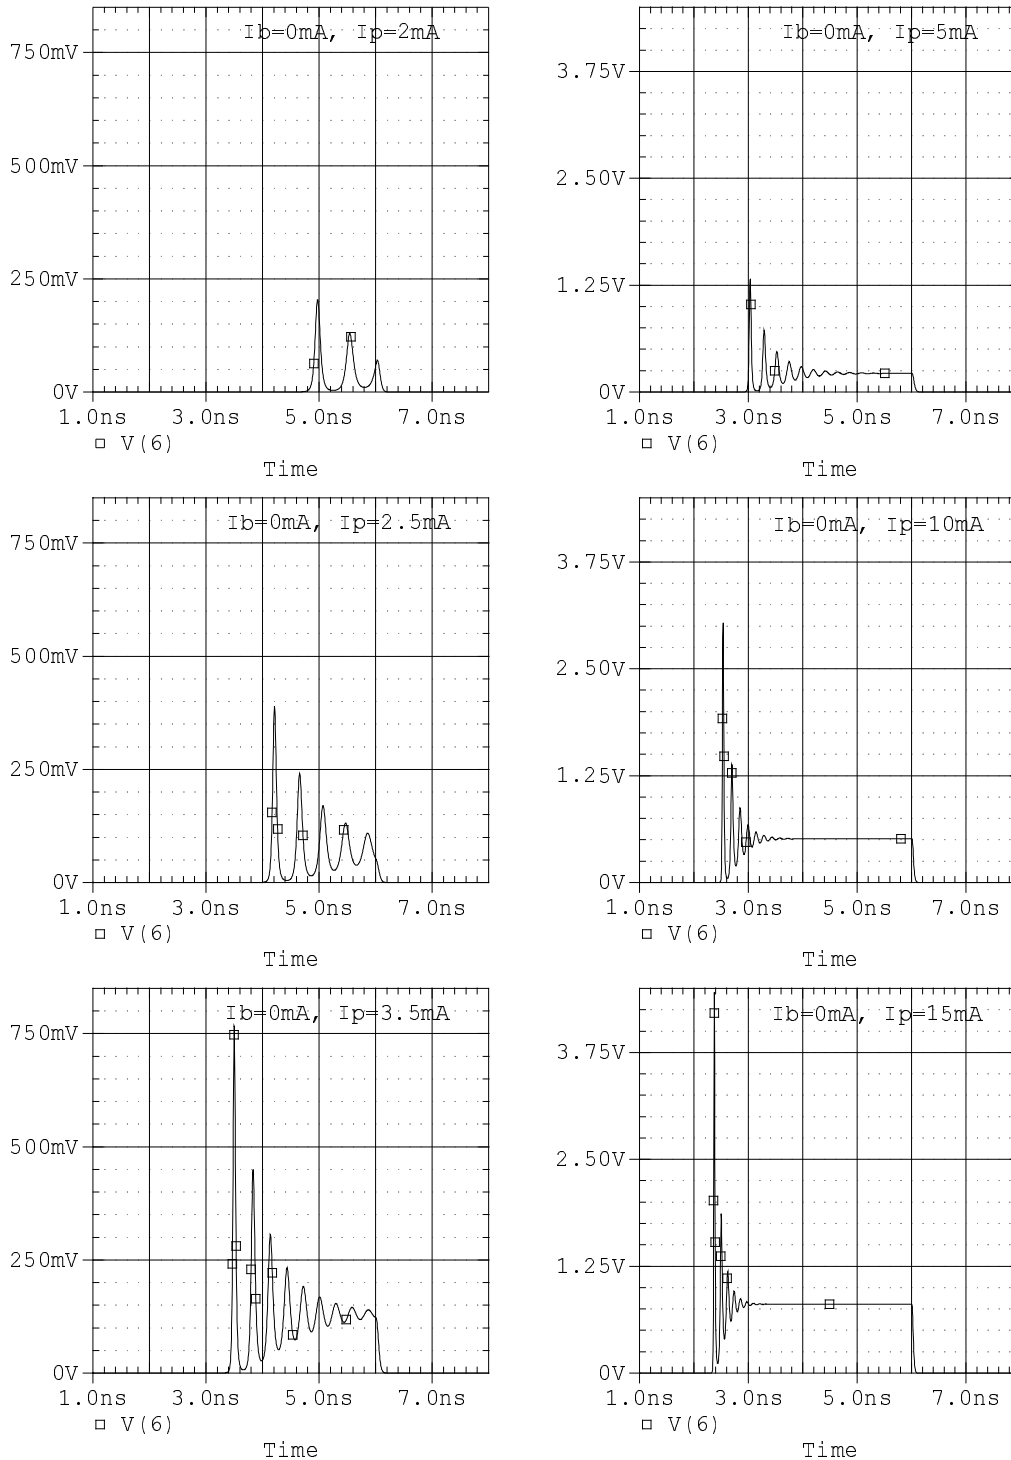 Ib=0mA, Ip=2mA
750mV
500mV
250mV
0V
1.0ns 3.0ns 5.0ns 7.0ns
V(6)
Time
Ib=0mA, Ip=5mA
3.75V
2.50V
1.25V
0V
1.0ns 3.0ns 5.0ns 7.0ns
V(6)
Time
Ib=0mA, Ip=2.5mA
750mV
500mV
250mV
0V
1.0ns 3.0ns 5.0ns 7.0ns
V(6)
Time
Ib=0mA, Ip=10mA
3.75V
2.50V
1.25V
0V
1.0ns 3.0ns 5.0ns 7.0ns
V(6)
Time
Ib=0mA, Ip=3.5mA
750mV
500mV
250mV
0V
1.0ns 3.0ns 5.0ns 7.0ns
V(6)
Time
Ib=0mA, Ip=15mA
3.75V
2.50V
1.25V
0V
1.0ns 3.0ns 5.0ns 7.0ns
V(6)
Time